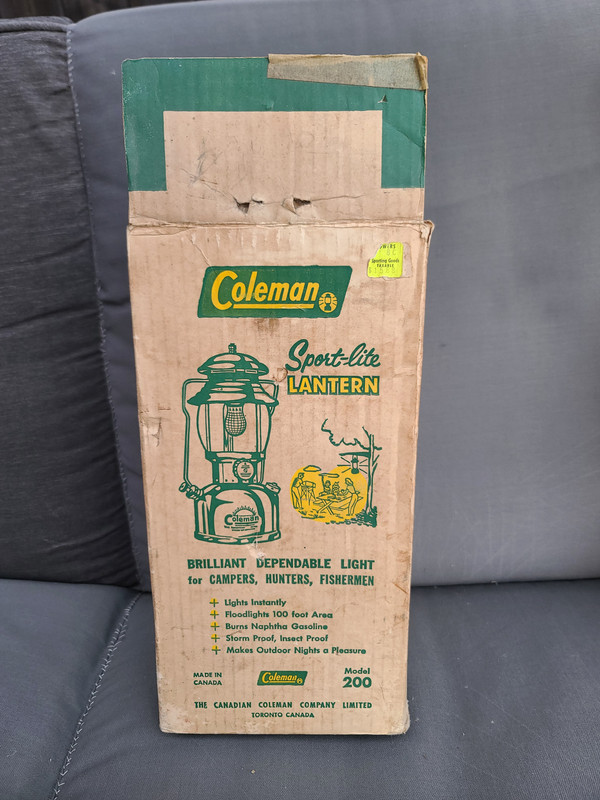 Sporting Goods
Coleman
Sport-lite
LANTERN
Coleman
BRILLIANT DEPENDABLE LIGHT
for CAMPERS, HUNTERS, FISHERMEN
+ Lights Instantly
+ Floodlights 100 foot Area
+ Burns Naphtha Gasoline
+ Storm Proof, Insect Proof
+ Makes Outdoor Nights a Pleasure
MADE IN
CANADA
Coleman
Model
200
THE CANADIAN COLEMAN COMPANY LIMITED
TORONTO CANADA